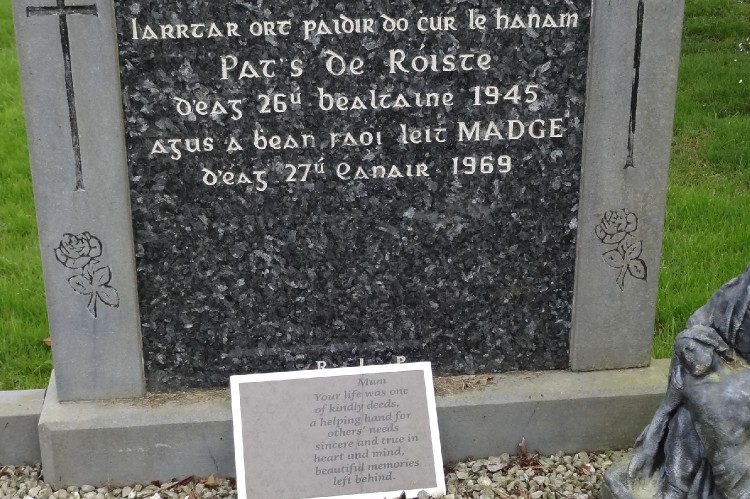 Iarrtar ort paidir do chur le hanam
Pat's de Róiste
d'éag 26ú bealtaine 1945
agus a bhean faoi leit MADGE
d'éag 27ú eanair 1969
R. I. P.
Mum
Your life was one
of kindly deeds,
a helping hand for
others' needs
sincere and true in
heart and mind,
beautiful memories
left behind.